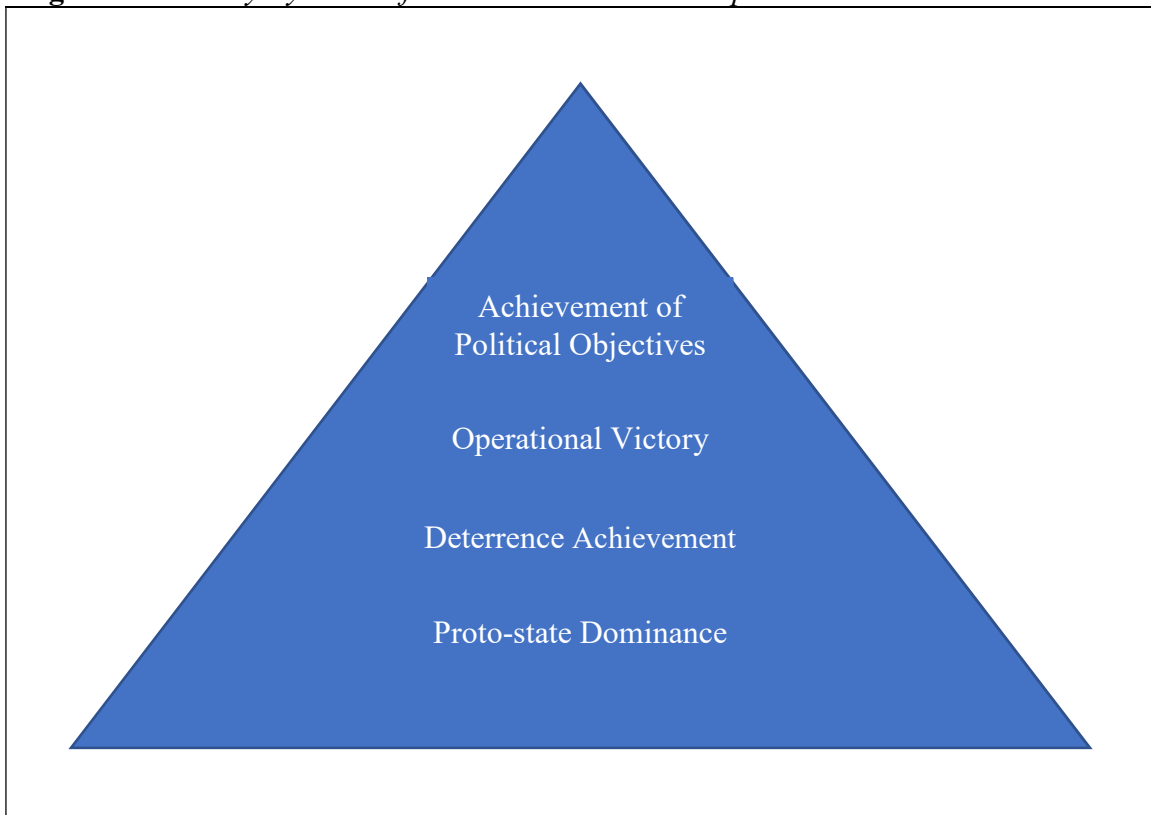 Achievement of
Political Objectives
Operational Victory
Deterrence Achievement
Proto-state Dominance